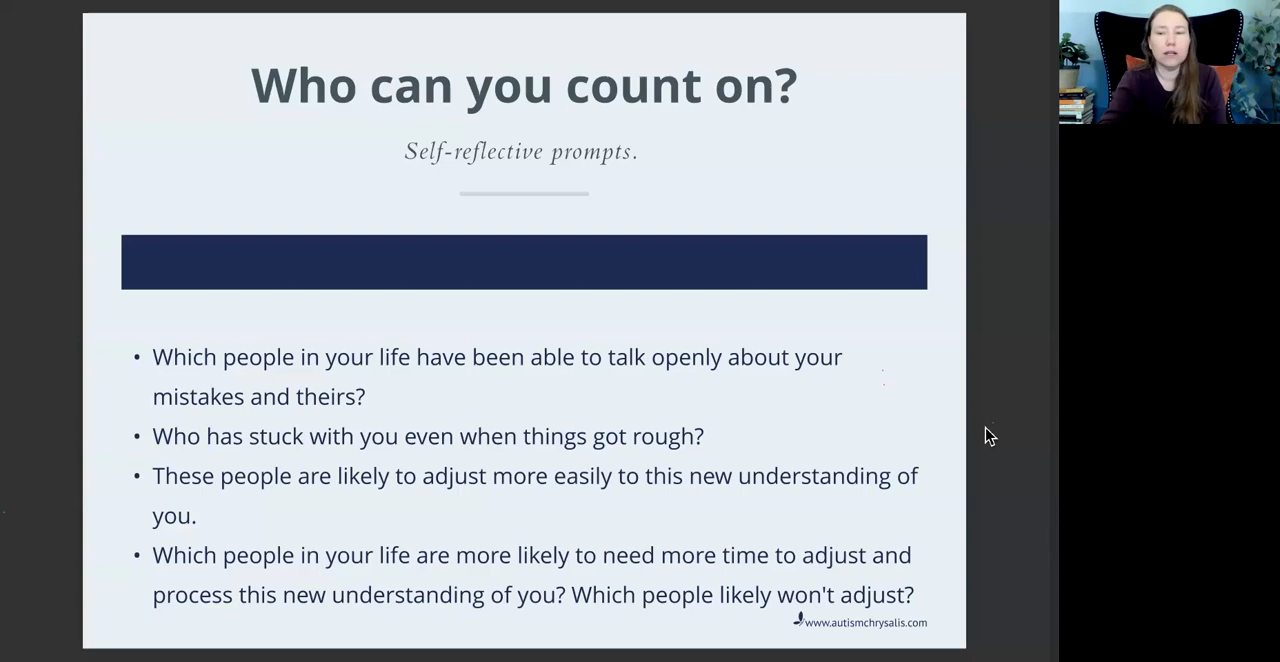 Who can you count on?
Self-reflective prompts.
• Which people in your life have been able to talk openly about your
mistakes and theirs?
• Who has stuck with you even when things got rough?
• These people are likely to adjust more easily to this new understanding of
you.
• Which people in your life are more likely to need more time to adjust and
process this new understanding of you? Which people likely won't adjust?
www.autismchrysalis.com